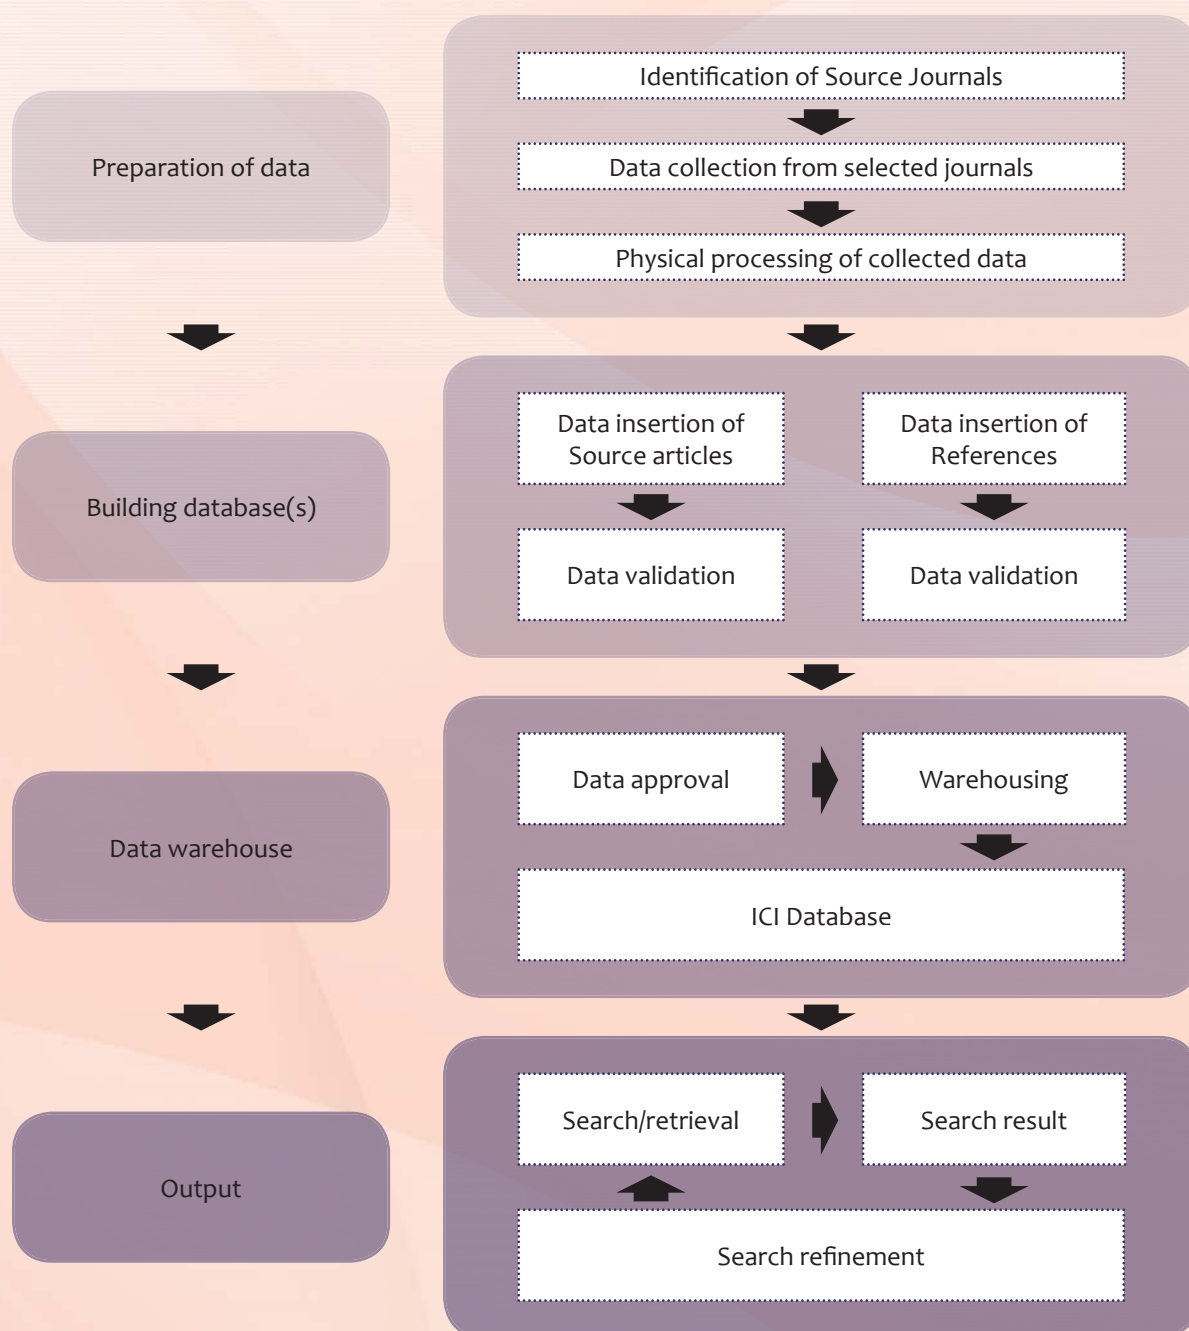 Preparation of data
Identification of Source Journals
Data collection from selected journals
Physical processing of collected data
Building database(s)
Data insertion of
Source articles
Data insertion of
References
Data validation
Data validation
Data warehouse
Data approval
Warehousing
ICI Database
Output
Search/retrieval
Search result
Search refinement